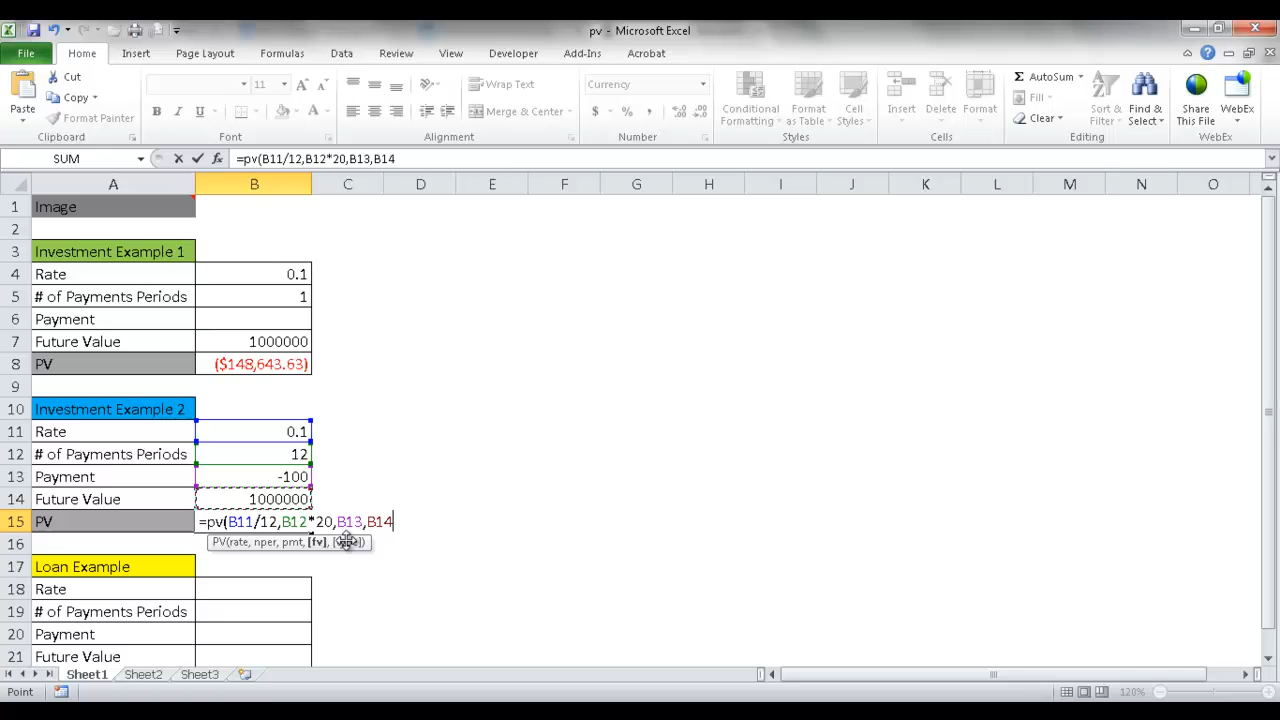 pv - Microsoft Excel
File Home Insert Page Layout Formulas Data Review View Developer Add-Ins Acrobat
Paste Cut Copy Format Painter
11
Wrap Text
Merge & Center
Currency
$ % ,
Conditional Formatting Format as Table Cell Styles
Insert Delete Format
AutoSum Fill Clear
Sort & Filter Find & Select
Share This File WebEx
Clipboard Font Alignment Number Styles Cells Editing WebEx
SUM fx =pv(B11/12,B12*20,B13,B14
A B C D E F G H I J K L M N O
1 Image
2
3 Investment Example 1
4 Rate 0.1
5 # of Payments Periods 1
6 Payment
7 Future Value 1000000
8 PV ($148,643.63)
9
10 Investment Example 2
11 Rate 0.1
12 # of Payments Periods 12
13 Payment -100
14 Future Value 1000000
15 PV =pv(B11/12,B12*20,B13,B14
PV(rate, nper, pmt, [fv],
16
17 Loan Example
18 Rate
19 # of Payments Periods
20 Payment
21 Future Value
Sheet1 Sheet2 Sheet3
Point 120%